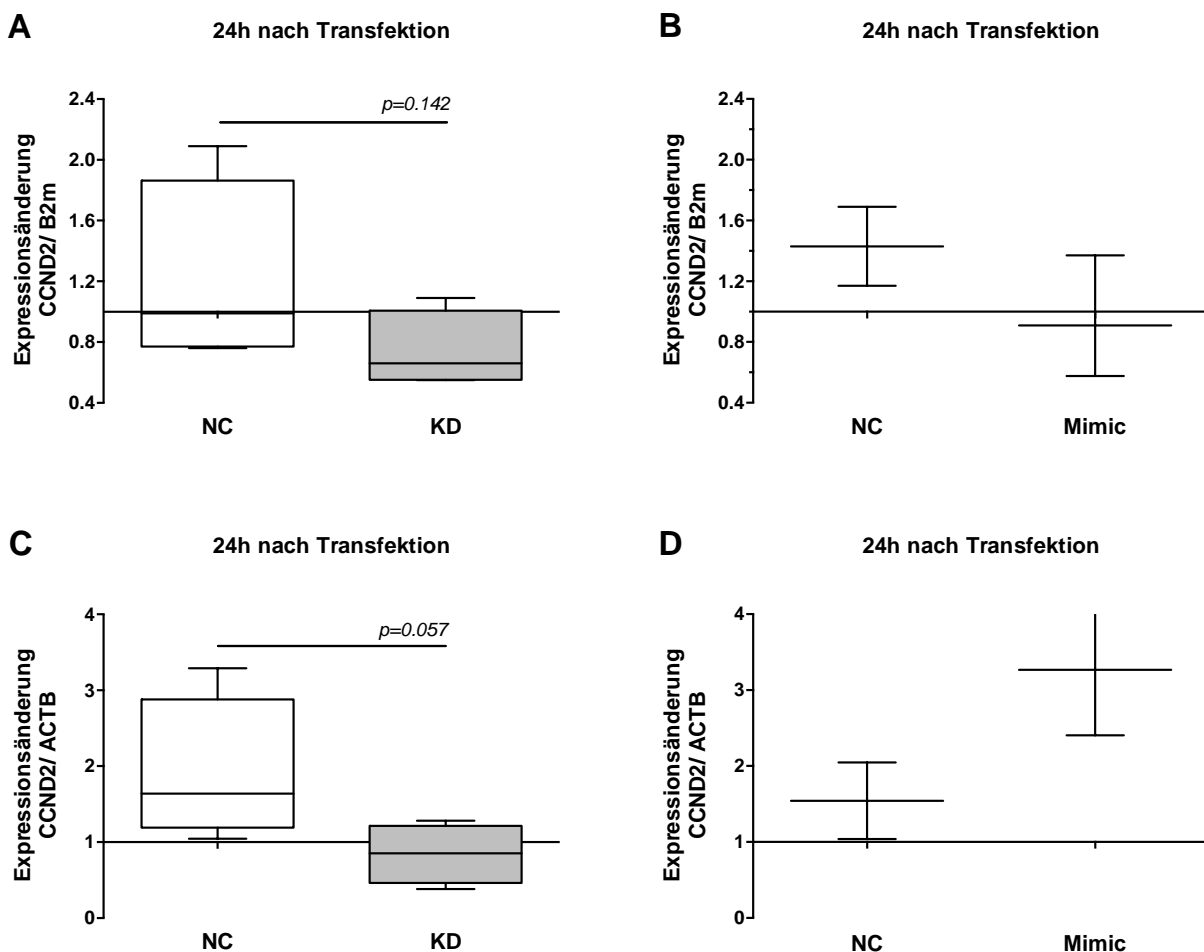 A
24h nach Transfektion
p=0.142
Expressionsänderung
CCND2/ B2m
2.4
2.0
1.6
1.2
0.8
0.4
NC
KD
B
24h nach Transfektion
Expressionsänderung
CCND2/ B2m
2.4
2.0
1.6
1.2
0.8
0.4
NC
Mimic
C
24h nach Transfektion
p=0.057
Expressionsänderung
CCND2/ ACTB
4
3
2
1
0
NC
KD
D
24h nach Transfektion
Expressionsänderung
CCND2/ ACTB
4
3
2
1
0
NC
Mimic